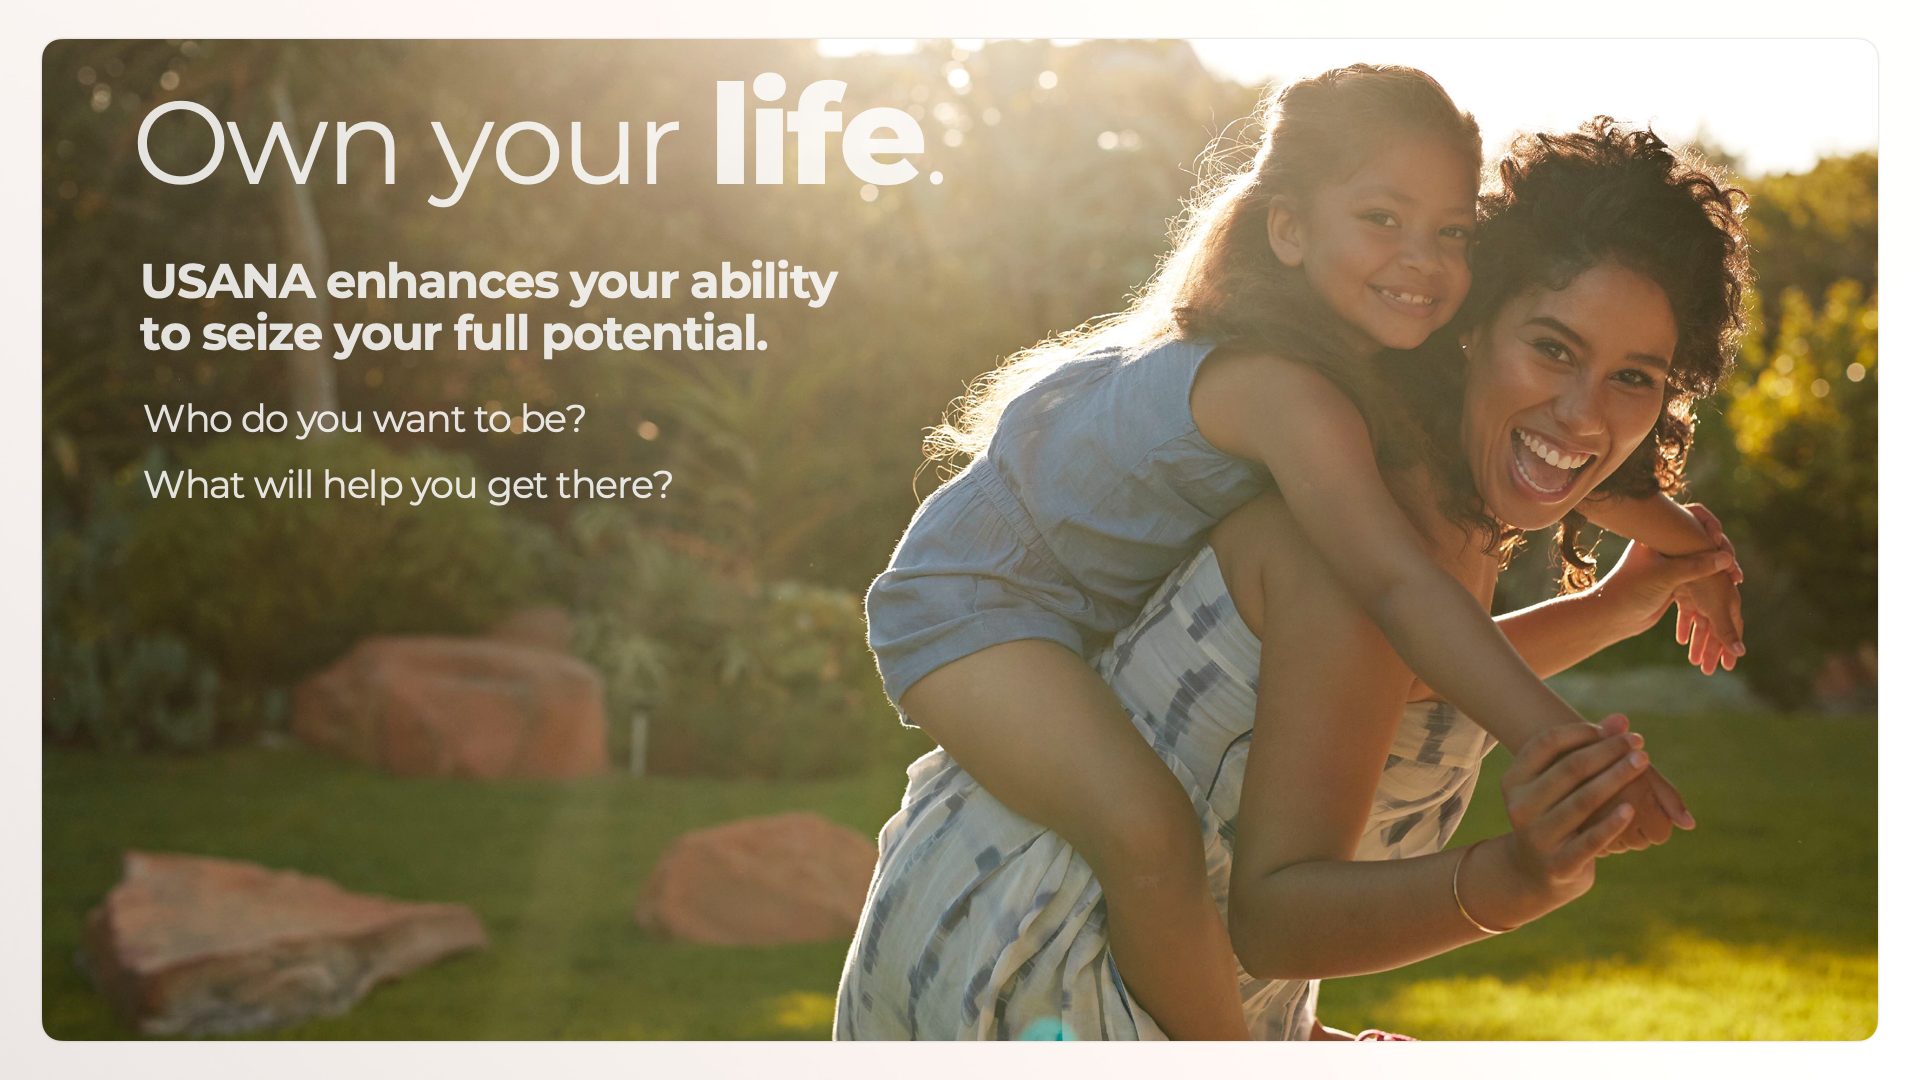 Own your life.
USANA enhances your ability
to seize your full potential.
Who do you want to be?
What will help you get there?